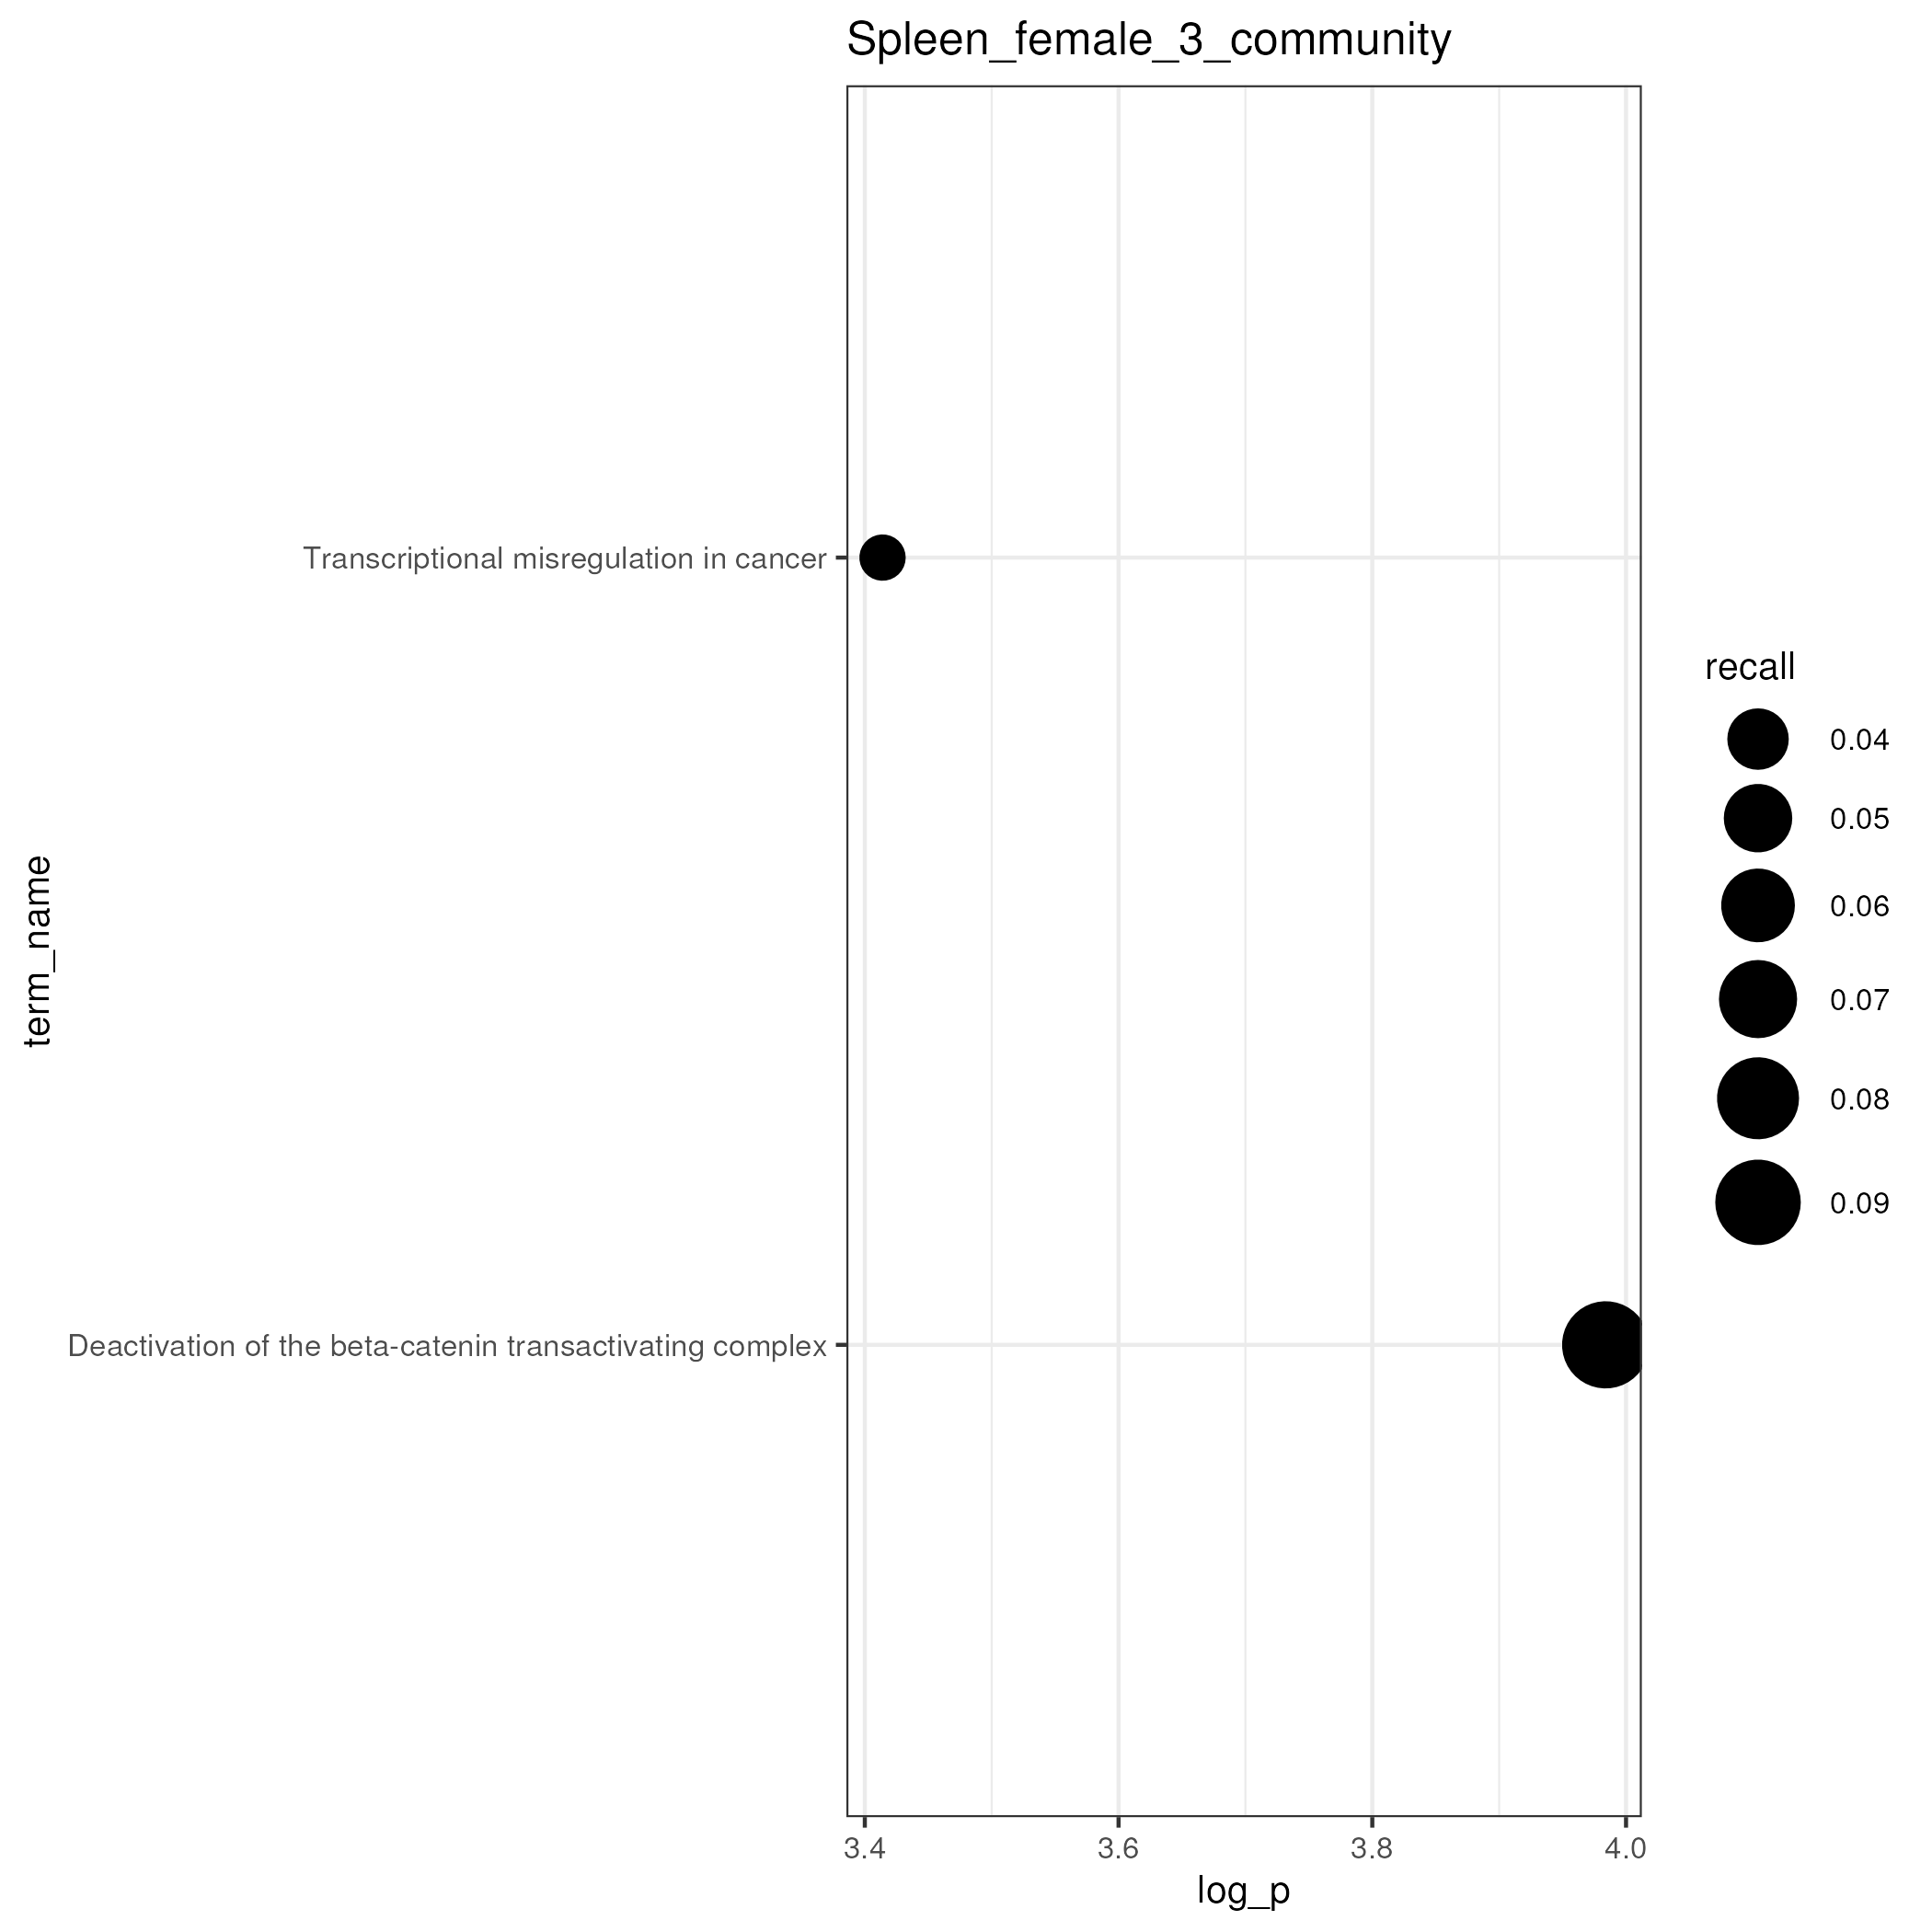 Spleen_female_3_community
Transcriptional misregulation in cancer
Deactivation of the beta-catenin transactivating complex
term_name
3.4 3.6 3.8 4.0
log_p
recall
0.04
0.05
0.06
0.07
0.08
0.09